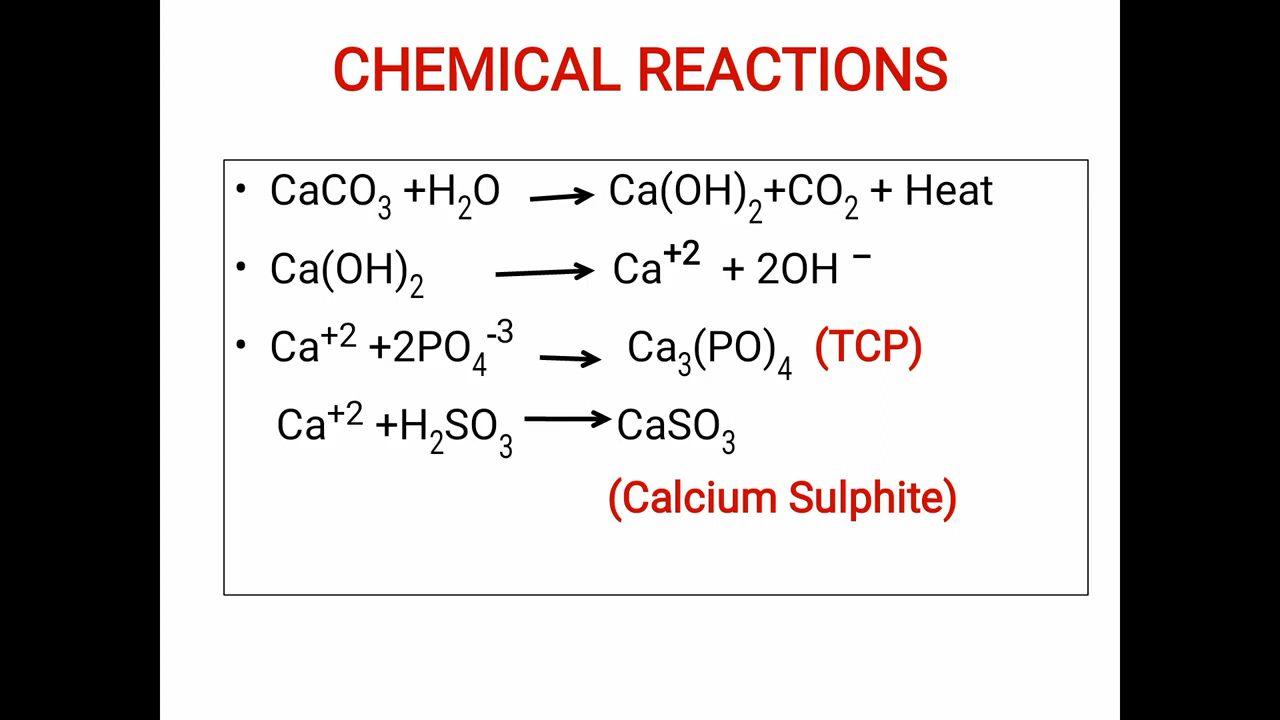 CHEMICAL REACTIONS
• CaCO₃ +H₂O → Ca(OH)₂+CO₂ + Heat
• Ca(OH)₂ → Ca⁺² + 2OH ⁻
• Ca⁺² +2PO₄⁻³ → Ca₃(PO)₄ (TCP)
Ca⁺² +H₂SO₃ → CaSO₃
(Calcium Sulphite)